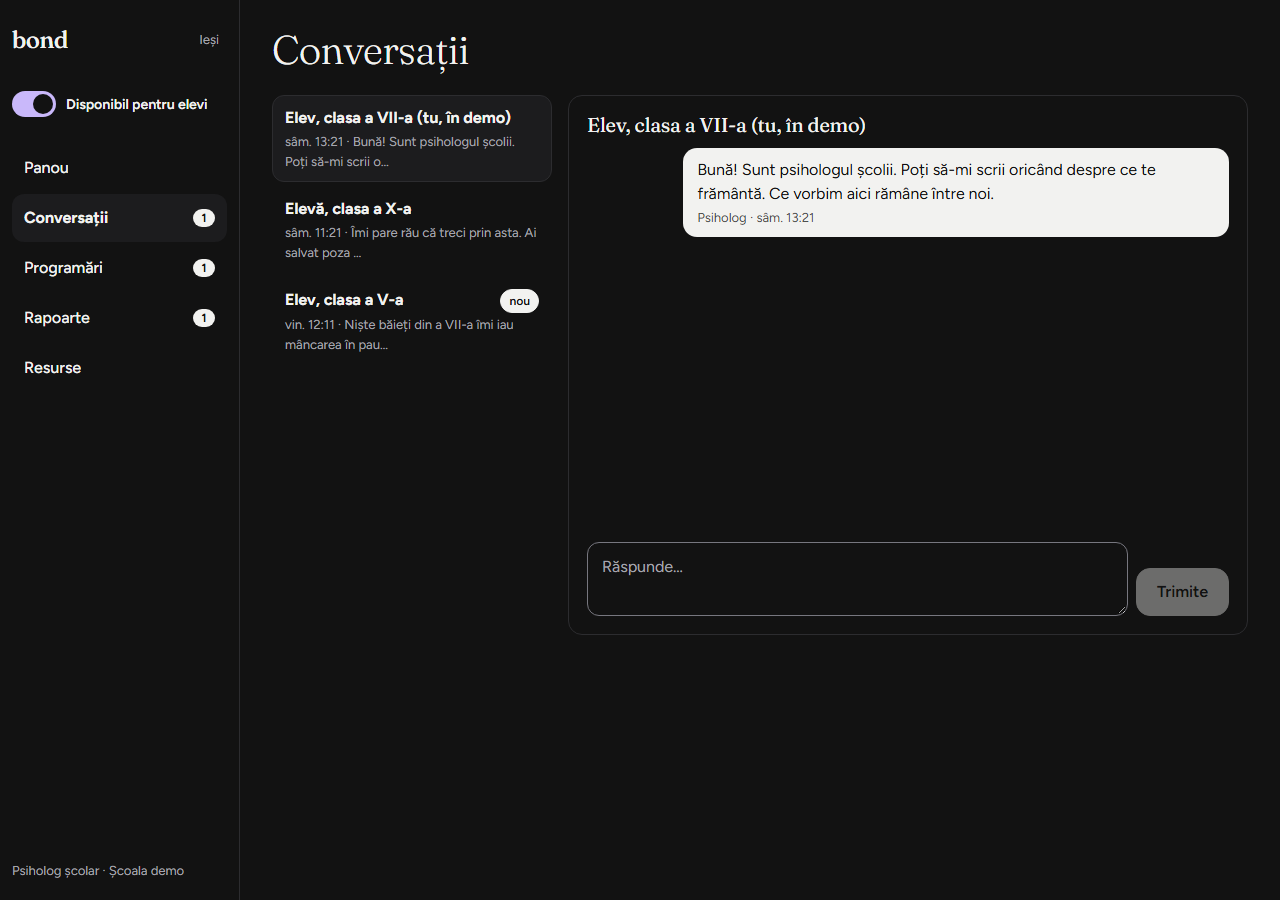 bond
Ieși
Disponibil pentru elevi
Panou
Conversații
1
Programări
1
Rapoarte
1
Resurse
Psiholog școlar · Școala demo
Conversații
Elev, clasa a VII-a (tu, în demo)
sâm. 13:21 · Bună! Sunt psihologul școlii.
Poți să-mi scrii o...
Elevă, clasa a X-a
sâm. 11:21 · Îmi pare rău că treci prin asta. Ai
salvat poza ...
Elev, clasa a V-a
nou
vin. 12:11 · Niște băieți din a VII-a îmi iau
mâncarea în pau...
Elev, clasa a VII-a (tu, în demo)
Bună! Sunt psihologul școlii. Poți să-mi scrii oricând despre ce te
frământă. Ce vorbim aici rămâne între noi.
Psiholog · sâm. 13:21
Răspunde...
Trimite